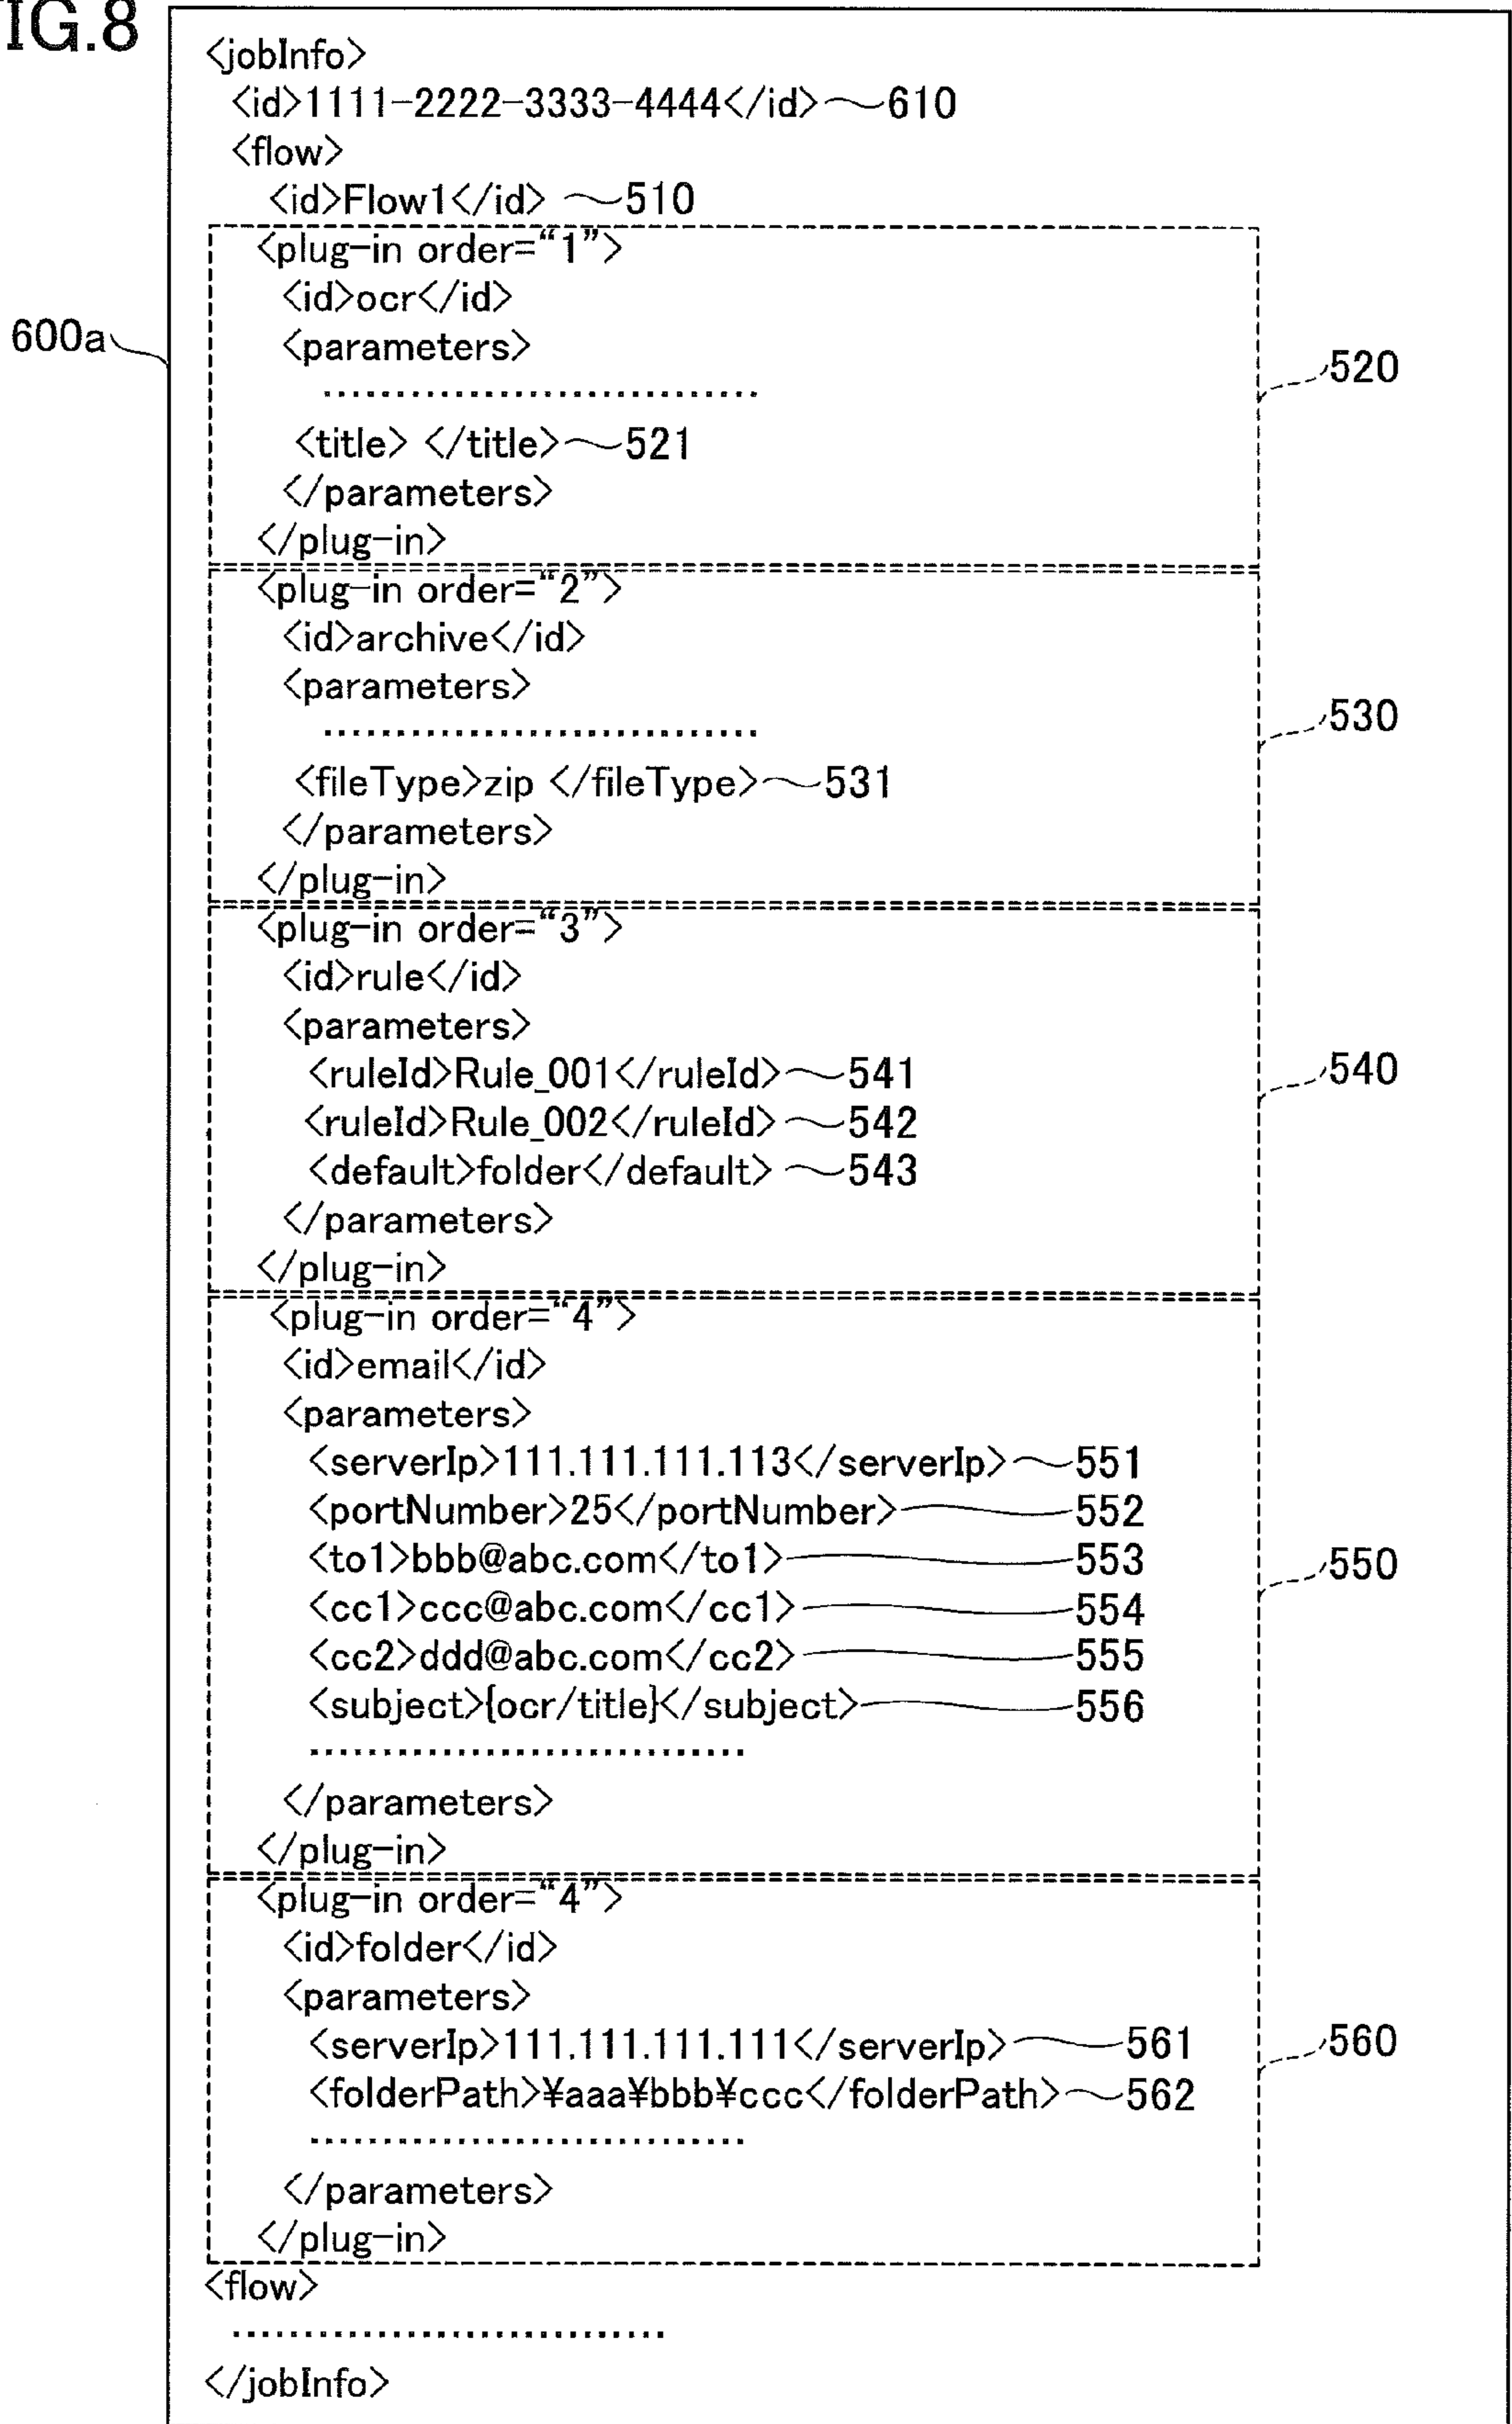 IG.8
<jobInfo>
<id>1111-2222-3333-4444</id> 610
<flow>
<id>Flow1</id> 510
<plug-in order=“1”>
<id>ocr</id>
600a <parameters>
.............................. 520
<title> </title> 521
</parameters>
</plug-in>
<plug-in order=“2”>
<id>archive</id>
<parameters>
.............................. 530
<fileType>zip </fileType> 531
</parameters>
</plug-in>
<plug-in order=“3”>
<id>rule</id>
<parameters>
<ruleId>Rule_001</ruleId> 541 540
<ruleId>Rule_002</ruleId> 542
<default>folder</default> 543
</parameters>
</plug-in>
<plug-in order=“4”>
<id>email</id>
<parameters>
<serverIp>111.111.111.113</serverIp> 551
<portNumber>25</portNumber> 552
<to1>bbb@abc.com</to1> 553 550
<cc1>ccc@abc.com</cc1> 554
<cc2>ddd@abc.com</cc2> 555
<subject>{ocr/title}</subject> 556
..............................
</parameters>
</plug-in>
<plug-in order=“4”>
<id>folder</id>
<parameters>
<serverIp>111.111.111.111</serverIp> 561 560
<folderPath>¥aaa¥bbb¥ccc</folderPath> 562
..............................
</parameters>
</plug-in>
<flow>
..............................
</jobInfo>